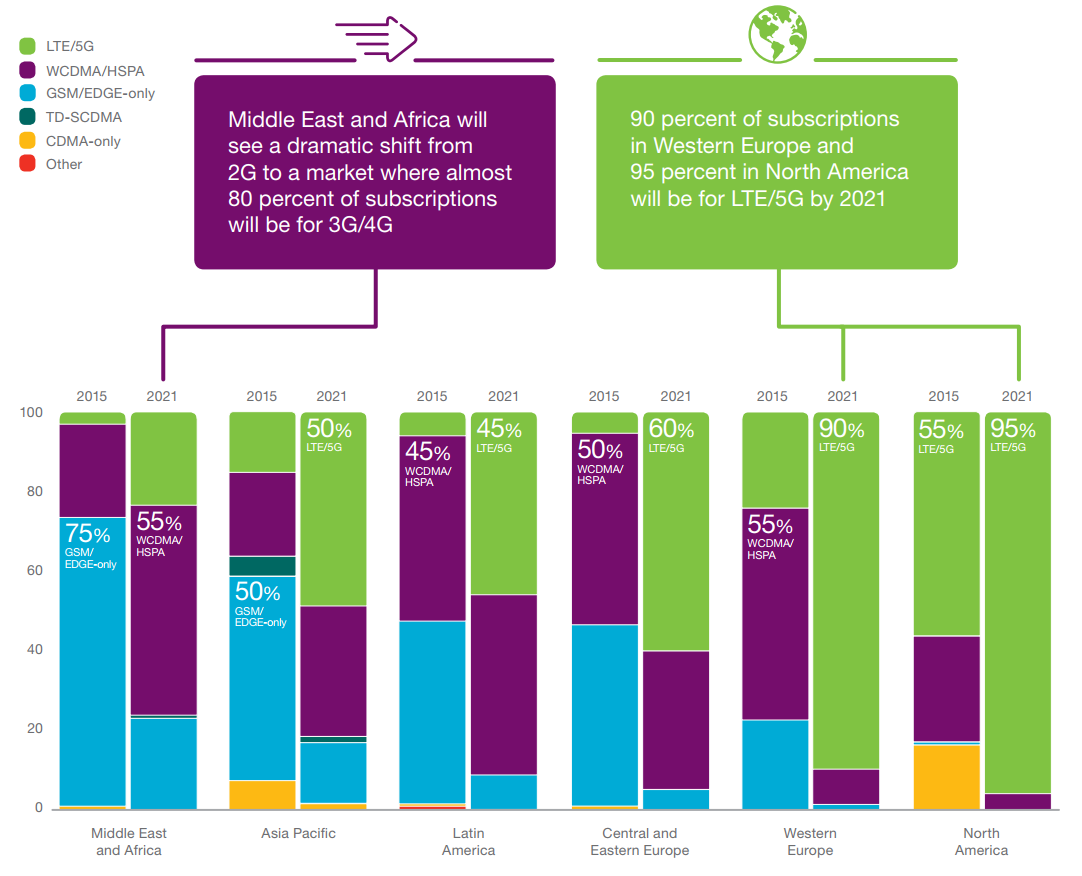 LTE/5G
WCDMA/HSPA
GSM/EDGE-only
TD-SCDMA
CDMA-only
Other
Middle East and Africa will
see a dramatic shift from
2G to a market where almost
80 percent of subscriptions
will be for 3G/4G
90 percent of subscriptions
in Western Europe and
95 percent in North America
will be for LTE/5G by 2021
2015 2021 2015 2021 2015 2021 2015 2021 2015 2021 2015 2021
100
80
60
40
20
0
75%
GSM/
EDGE-only
55%
WCDMA/
HSPA
50%
GSM/
EDGE-only
50%
LTE/5G
45%
WCDMA/
HSPA
45%
LTE/5G
50%
WCDMA/
HSPA
60%
LTE/5G
55%
WCDMA/
HSPA
90%
LTE/5G
55%
LTE/5G
95%
LTE/5G
Middle East
and Africa
Asia Pacific
Latin
America
Central and
Eastern Europe
Western
Europe
North
America